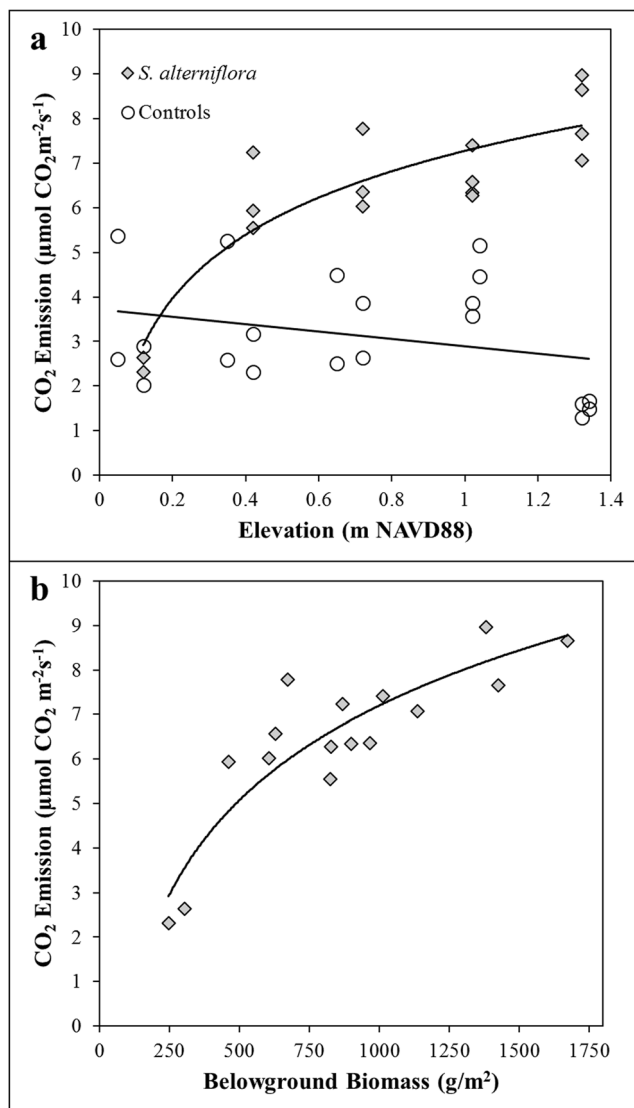 a
10
9
8
7
6
5
4
3
2
1
0
S. alterniflora
Controls
CO₂ Emission (µmol CO₂m⁻²s⁻¹)
0 0.2 0.4 0.6 0.8 1 1.2 1.4
Elevation (m NAVD88)
b
10
9
8
7
6
5
4
3
2
1
0
CO₂ Emission (µmol CO₂ m⁻²s⁻¹)
0 250 500 750 1000 1250 1500 1750
Belowground Biomass (g/m²)